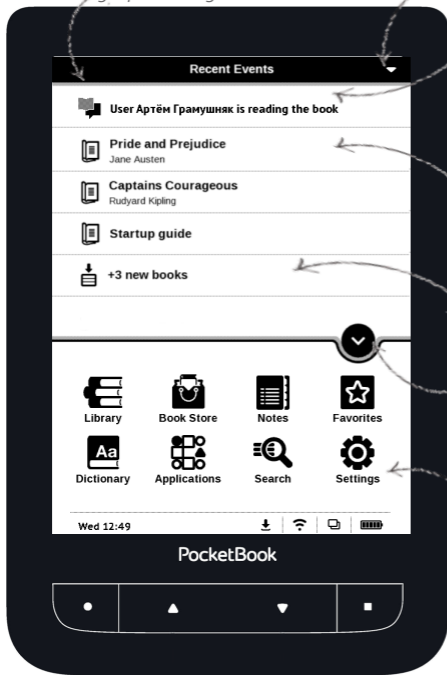 Recent Events
User Артём Грамушняк is reading the book
Pride and Prejudice
Jane Austen
Captains Courageous
Rudyard Kipling
Startup guide
+3 new books
Library Book Store Notes Favorites
Aa
Dictionary Applications Search Settings
Wed 12:49
PocketBook